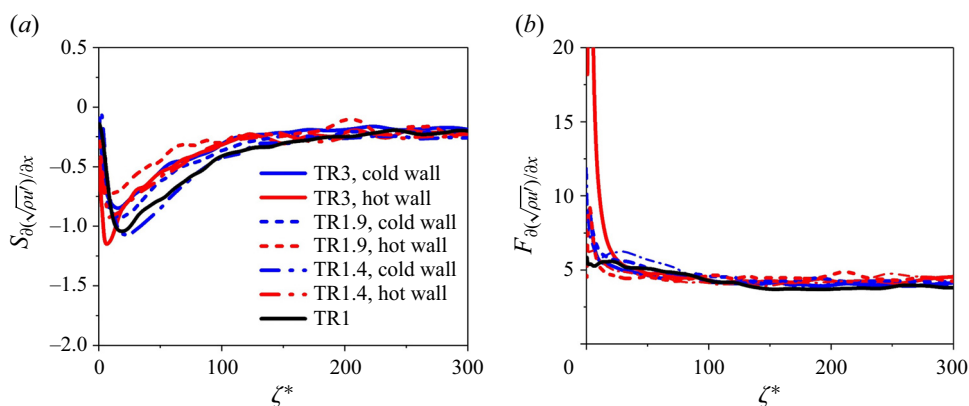 (a)
(b)
0.5
0
–0.5
–1.0
–1.5
–2.0
S∂(√ρu′)/∂x
0 100 200 300
ζ*
TR3, cold wall
TR3, hot wall
TR1.9, cold wall
TR1.9, hot wall
TR1.4, cold wall
TR1.4, hot wall
TR1
20
15
10
5
F∂(√ρu′)/∂x
0 100 200 300
ζ*